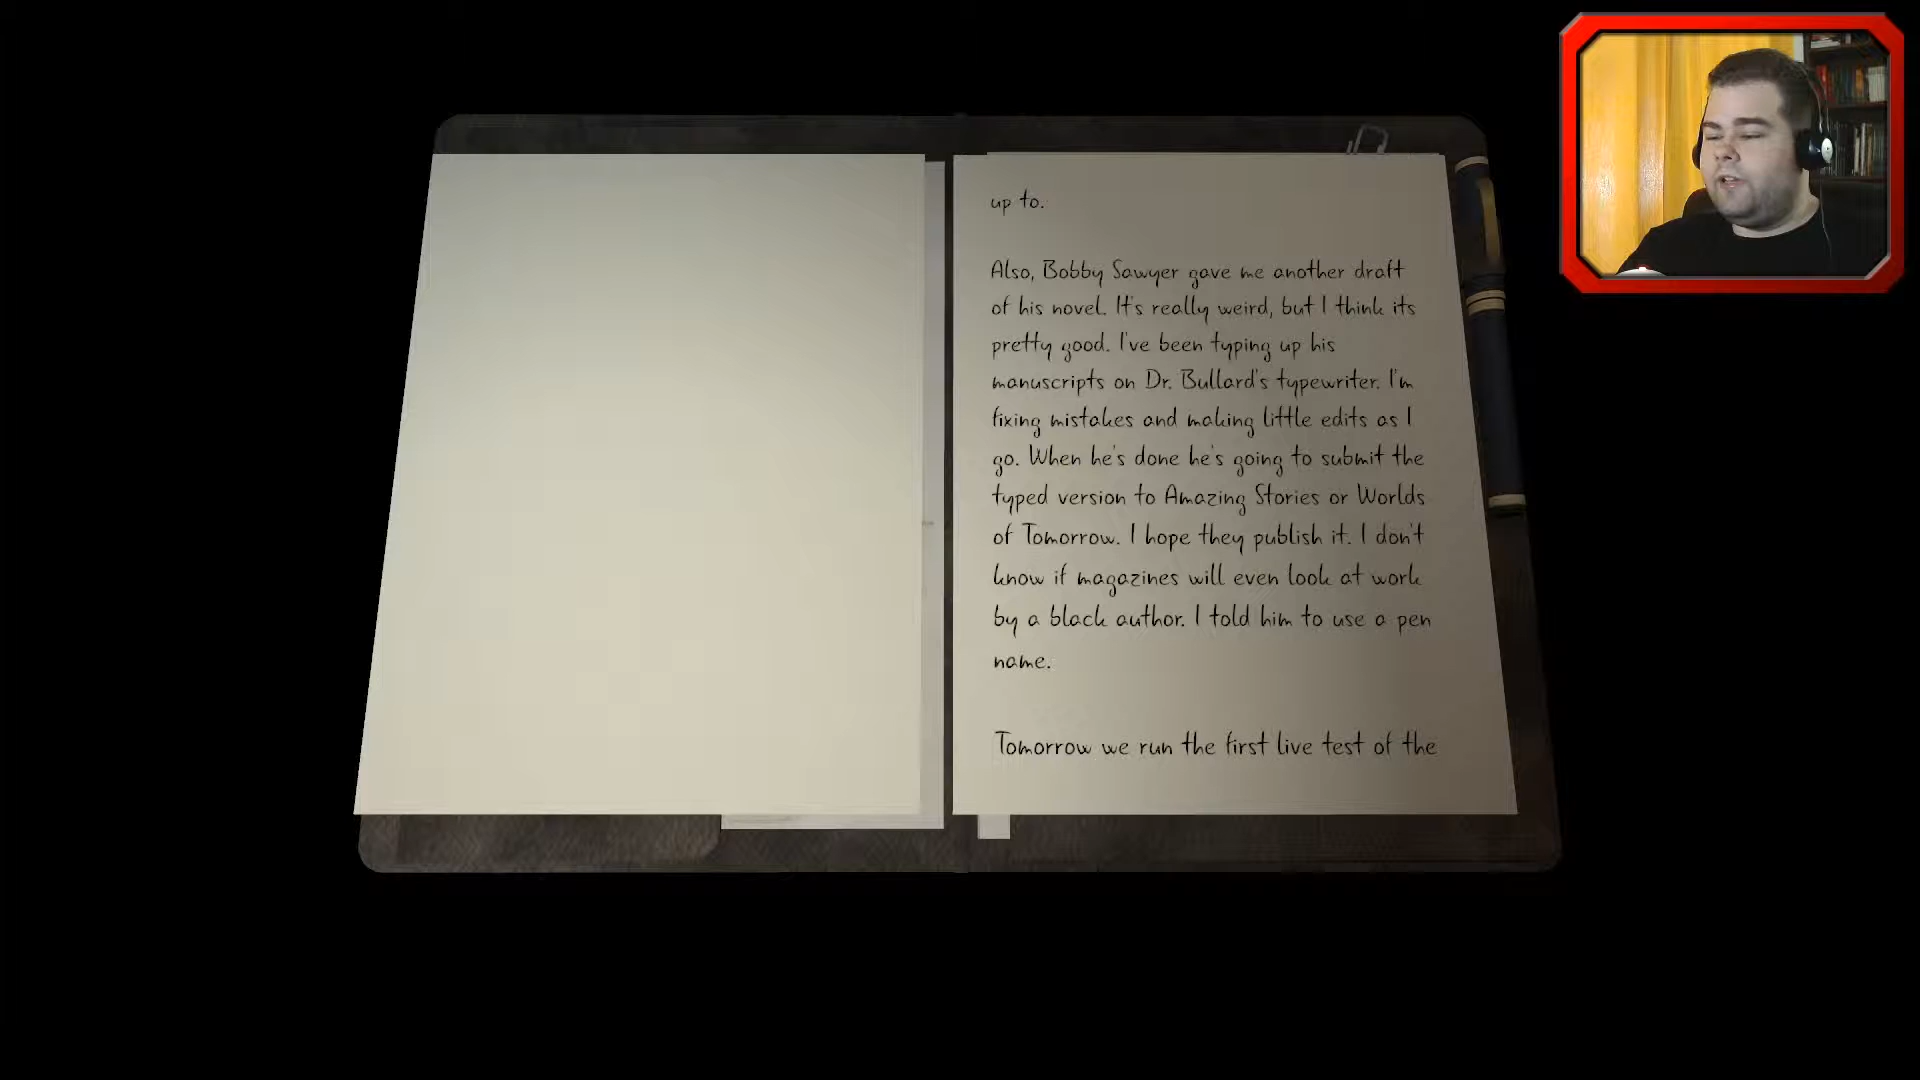 up to.
Also, Bobby Sawyer gave me another draft
of his novel. It's really weird, but I think its
pretty good. I've been typing up his
manuscripts on Dr. Bullard's typewriter. I'm
fixing mistakes and making little edits as I
go. When he's done he's going to submit the
typed version to Amazing Stories or Worlds
of Tomorrow. I hope they publish it. I don't
know if magazines will even look at work
by a black author. I told him to use a pen
name.
Tomorrow we run the first live test of the